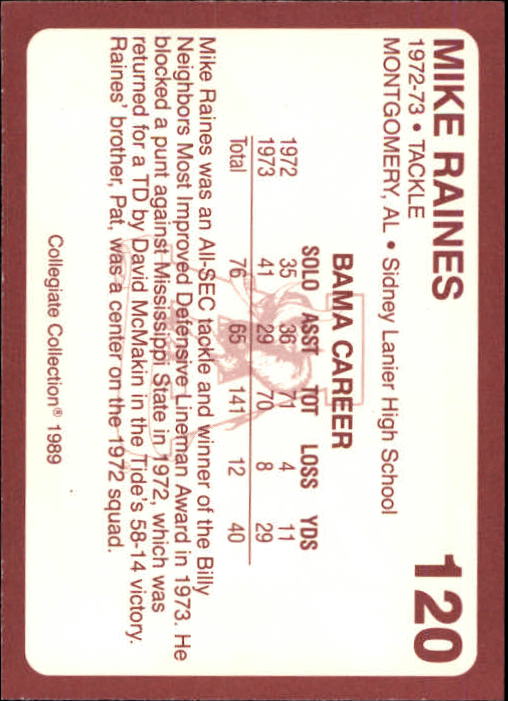 MIKE RAINES 120
1972-73 • TACKLE
MONTGOMERY, AL • Sidney Lanier High School
BAMA CAREER
SOLO ASST TOT LOSS YDS
1972 35 36 71 4 11
1973 41 29 70 8 29
Total 76 65 141 12 40
Mike Raines was an All-SEC tackle and winner of the Billy
Neighbors Most Improved Defensive Lineman Award in 1973. He
blocked a punt against Mississippi State in 1972, which was
returned for a TD by David McMakin in the Tide's 58-14 victory.
Raines' brother, Pat, was a center on the 1972 squad.
Collegiate Collection® 1989